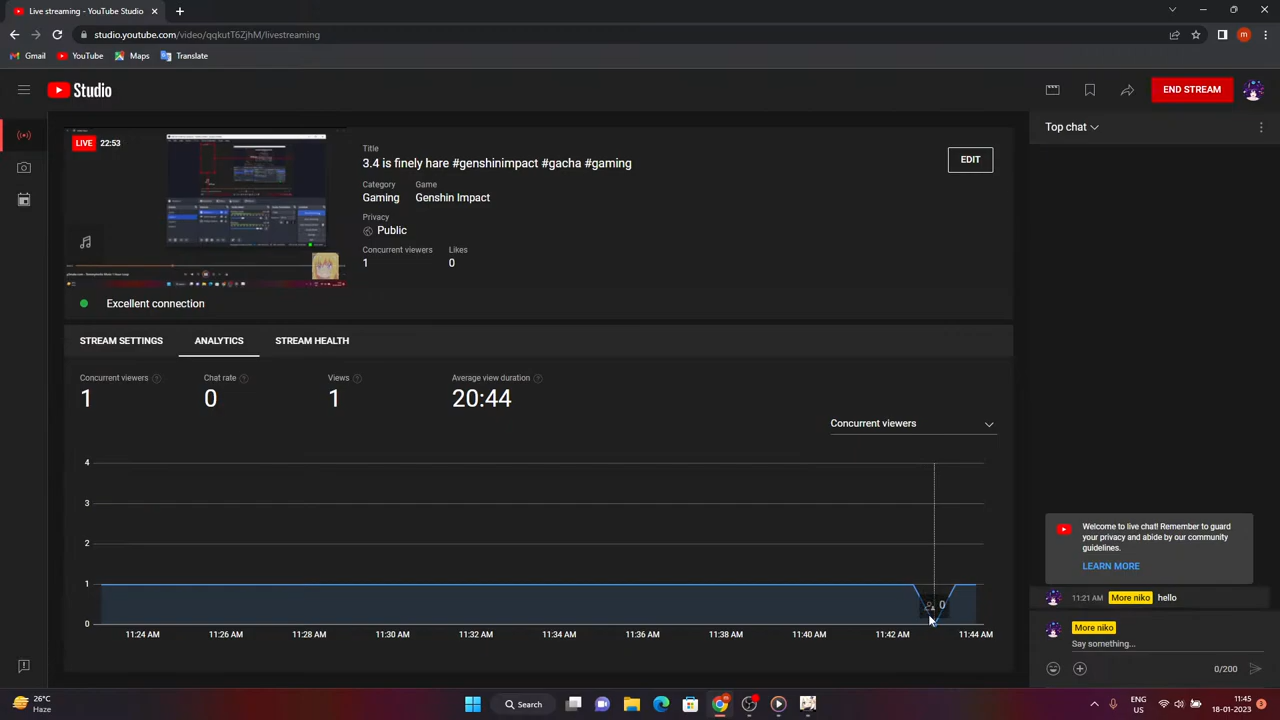 Live streaming - YouTube Studio
studio.youtube.com/video/qqkutT6ZjhM/livestreaming
m
Gmail
YouTube
Maps
Translate
Studio
END STREAM
LIVE 22:53
Title
3.4 is finely hare #genshinimpact #gacha #gaming
EDIT
Category Game
Gaming Genshin Impact
Privacy
Public
Concurrent viewers Likes
1 0
Excellent connection
STREAM SETTINGS ANALYTICS STREAM HEALTH
Concurrent viewers Chat rate Views Average view duration
1 0 1 20:44
Concurrent viewers
4
3
2
1
0
0
11:24 AM 11:26 AM 11:28 AM 11:30 AM 11:32 AM 11:34 AM 11:36 AM 11:38 AM 11:40 AM 11:42 AM 11:44 AM
Top chat
Welcome to live chat! Remember to guard
your privacy and abide by our community
guidelines.
LEARN MORE
11:21 AM More niko hello
More niko
Say something...
0/200
26°C
Haze
Search
ENG
US
11:45
18-01-2023